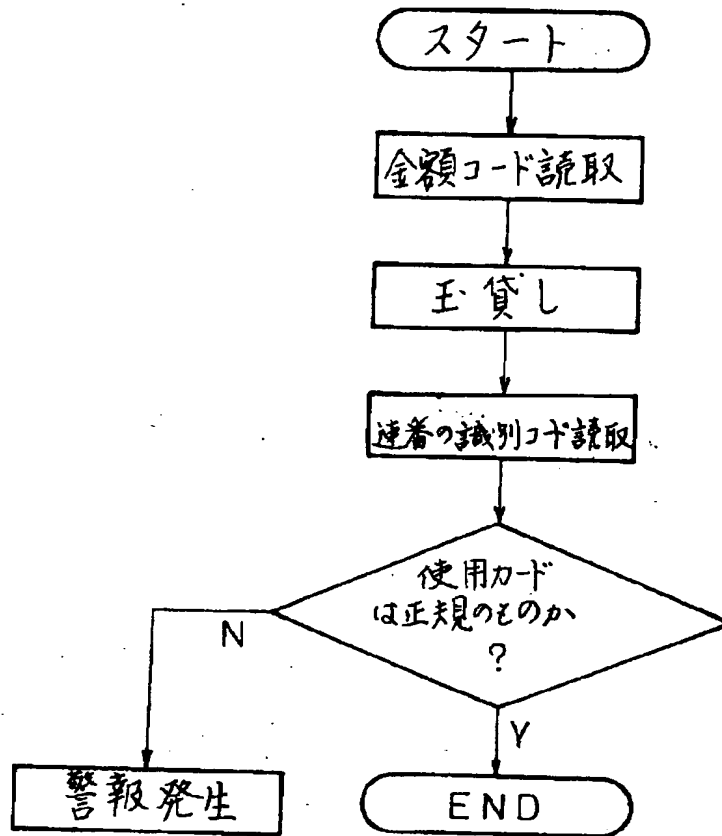 スタート
金額コード読取
玉貸し
連番の識別コード読取
使用カード
は正規のものか
?
N
Y
警報発生
END